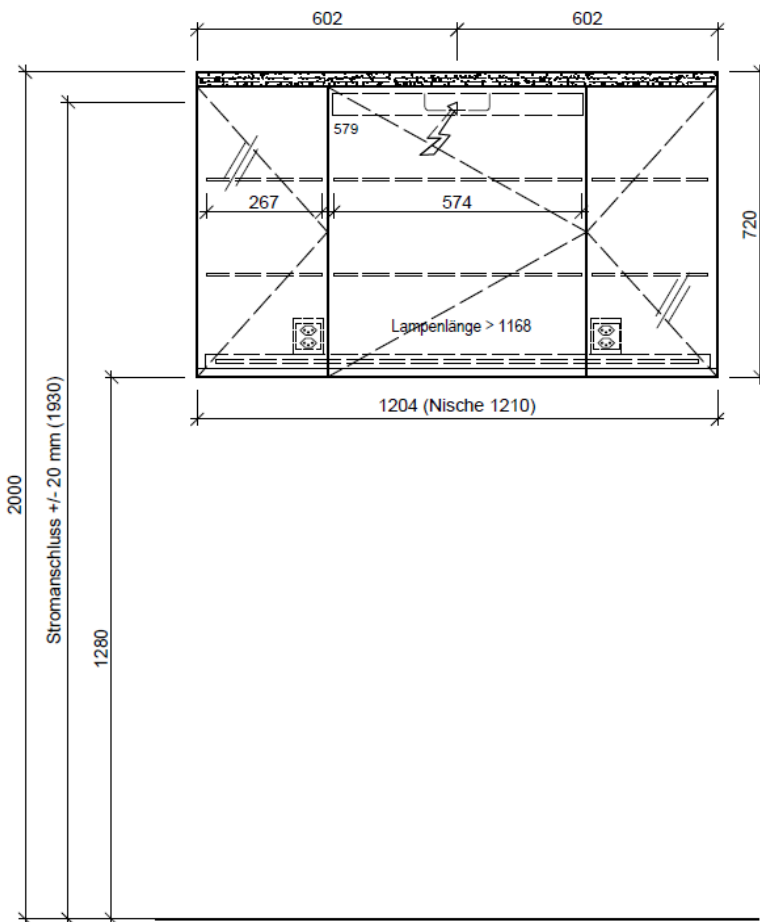 602 602
579
267 574
720
Lampenlänge > 1168
1204 (Nische 1210)
2000
Stromanschluss +/- 20 mm (1930)
1280